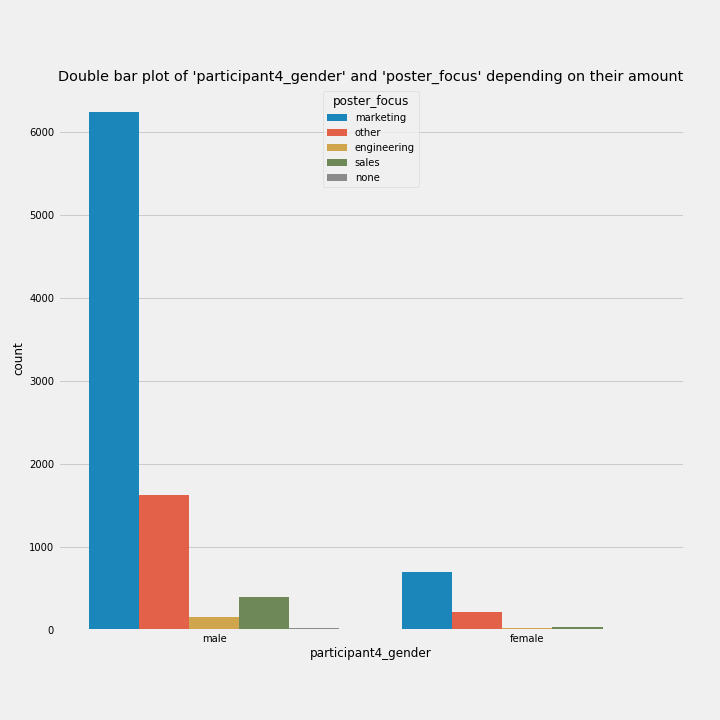 Double bar plot of 'participant4_gender' and 'poster_focus' depending on their amount
poster_focus
marketing
other
engineering
sales
none
6000
5000
4000
3000
2000
1000
0
count
male
female
participant4_gender